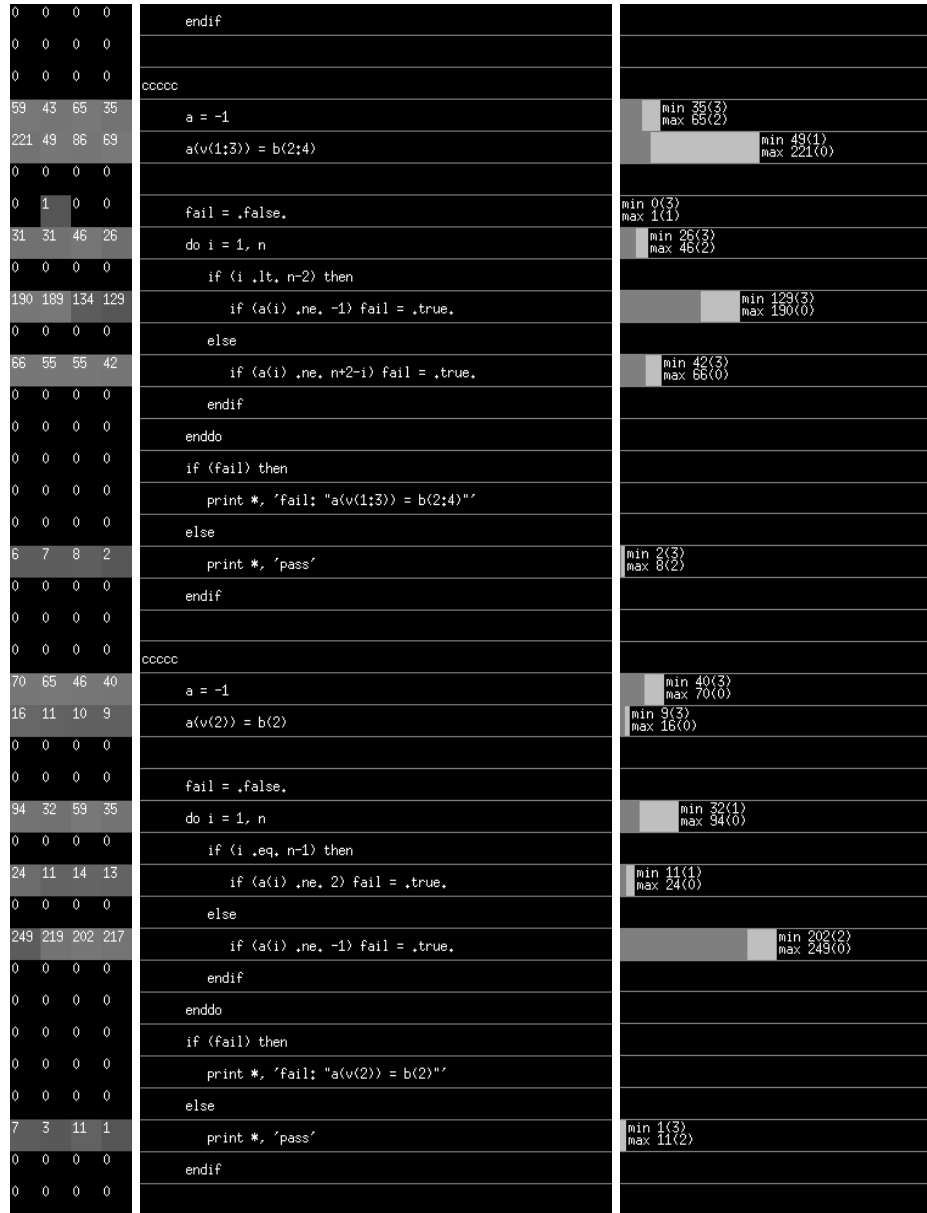 0 0 0 0 endif
0 0 0 0
0 0 0 0 ccccc
59 43 65 35 a = -1 min 35(3) max 65(2)
221 49 86 69 a(v(1:3)) = b(2:4) min 49(1) max 221(0)
0 0 0 0
0 1 0 0 fail = .false. min 0(3) max 1(1)
31 31 46 26 do i = 1, n min 26(3) max 46(2)
0 0 0 0 if (i .lt. n-2) then
190 189 134 129 if (a(i) .ne. -1) fail = .true. min 129(3) max 190(0)
0 0 0 0 else
66 55 55 42 if (a(i) .ne. n+2-i) fail = .true. min 42(3) max 66(0)
0 0 0 0 endif
0 0 0 0 enddo
0 0 0 0 if (fail) then
0 0 0 0 print *, 'fail: "a(v(1:3)) = b(2:4)"'
0 0 0 0 else
6 7 8 2 print *, 'pass' min 2(3) max 8(2)
0 0 0 0 endif
0 0 0 0
0 0 0 0 ccccc
70 65 46 40 a = -1 min 40(3) max 70(0)
16 11 10 9 a(v(2)) = b(2) min 9(3) max 16(0)
0 0 0 0
0 0 0 0 fail = .false.
94 32 59 35 do i = 1, n min 32(1) max 94(0)
0 0 0 0 if (i .eq. n-1) then
24 11 14 13 if (a(i) .ne. 2) fail = .true. min 11(1) max 24(0)
0 0 0 0 else
249 219 202 217 if (a(i) .ne. -1) fail = .true. min 202(2) max 249(0)
0 0 0 0 endif
0 0 0 0 enddo
0 0 0 0 if (fail) then
0 0 0 0 print *, 'fail: "a(v(2)) = b(2)"'
0 0 0 0 else
7 3 11 1 print *, 'pass' min 1(3) max 11(2)
0 0 0 0 endif
0 0 0 0